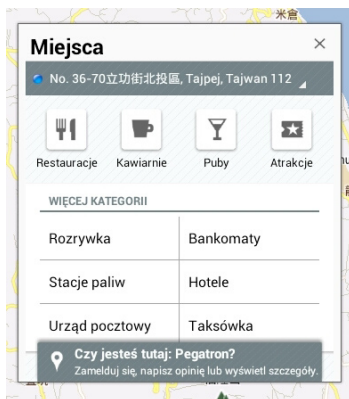 米倉
Miejsca
No. 36-70立功街北投區, Tajpej, Tajwan 112
Restauracje Kawiarnie Puby Atrakcje
WIĘCEJ KATEGORII
Rozrywka Bankomaty
Stacje paliw Hotele
Urząd pocztowy Taksówka
Czy jesteś tutaj: Pegatron?
Zamelduj się, napisz opinię lub wyświetl szczegóły.